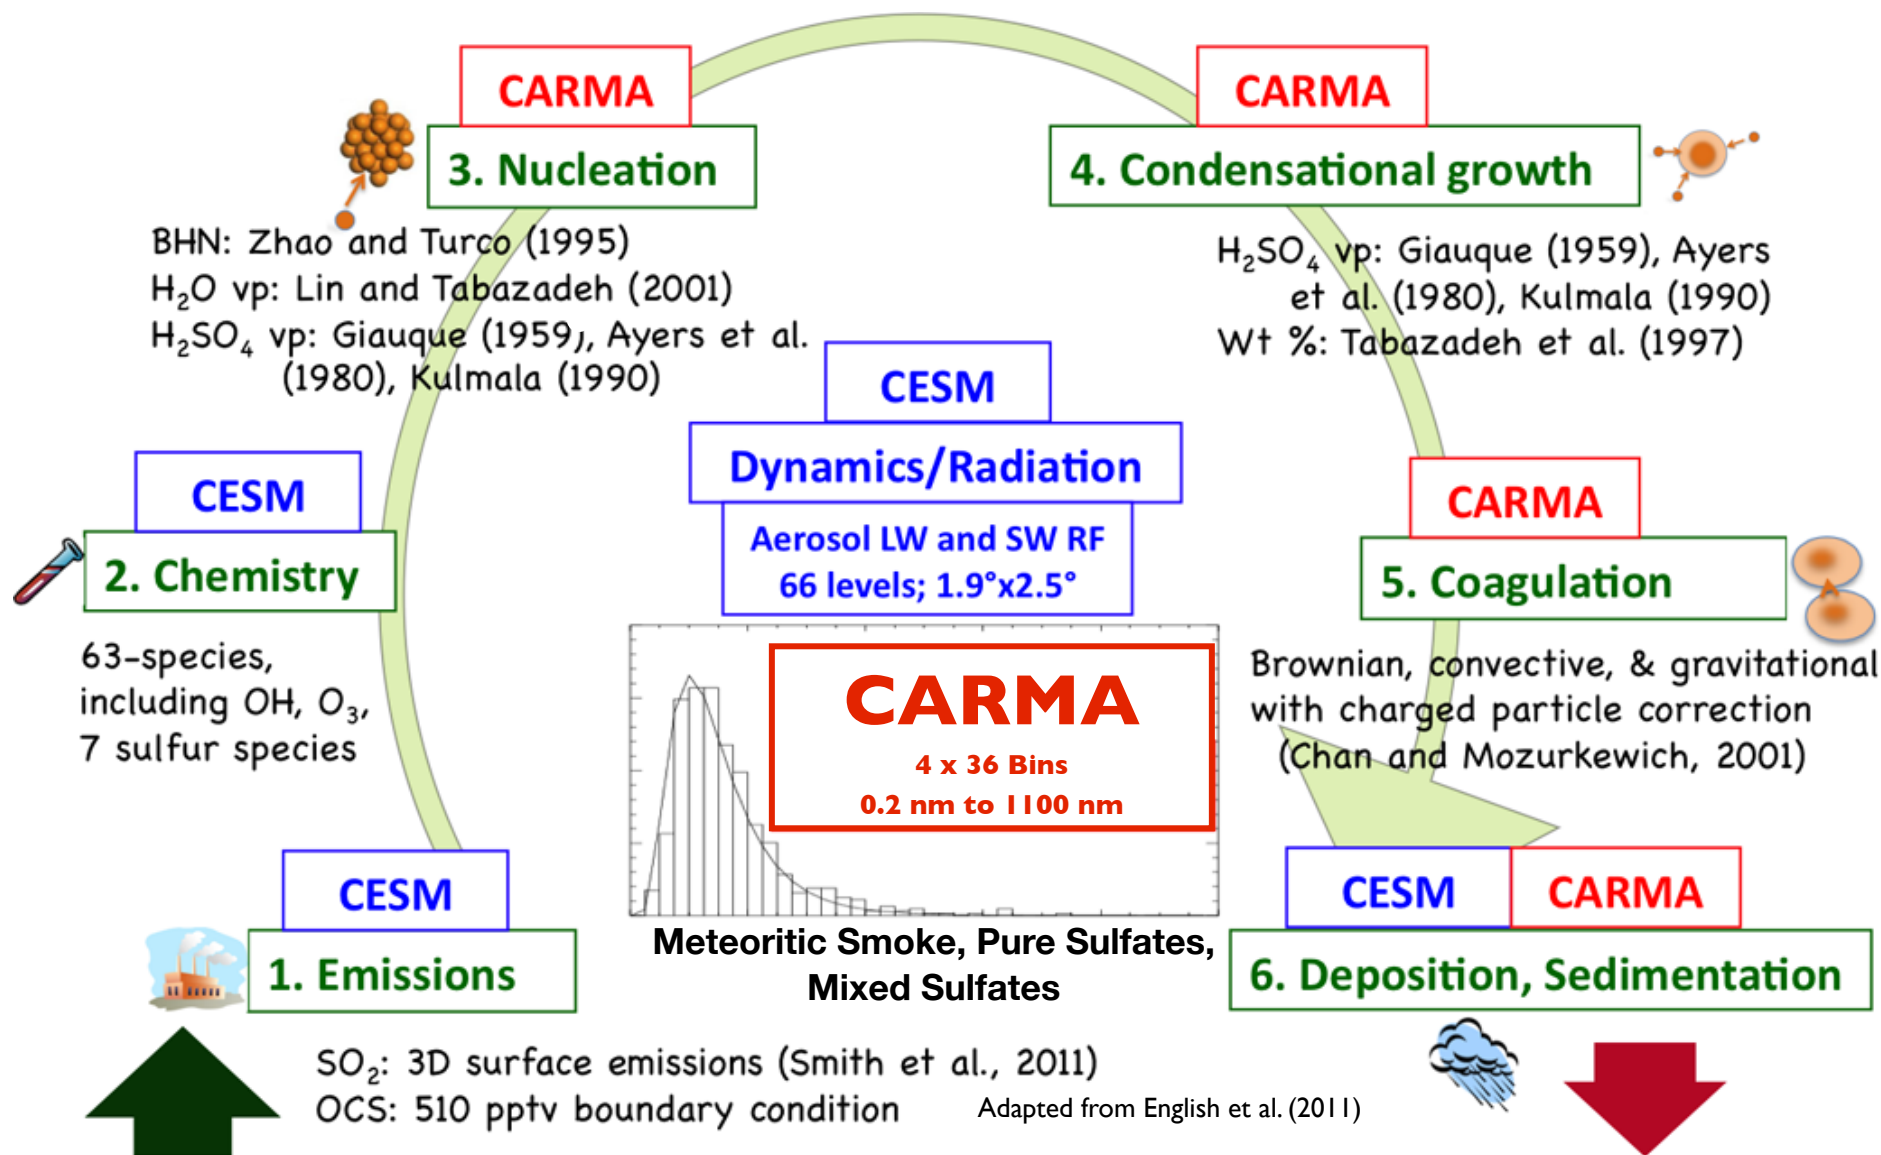 CARMA
3. Nucleation
BHN: Zhao and Turco (1995)
H₂O vp: Lin and Tabazadeh (2001)
H₂SO₄ vp: Giauque (1959), Ayers et al.
(1980), Kulmala (1990)
CARMA
4. Condensational growth
H₂SO₄ vp: Giauque (1959), Ayers
et al. (1980), Kulmala (1990)
Wt %: Tabazadeh et al. (1997)
CESM
Dynamics/Radiation
Aerosol LW and SW RF
66 levels; 1.9°x2.5°
CESM
2. Chemistry
63-species,
including OH, O₃,
7 sulfur species
CARMA
5. Coagulation
Brownian, convective, & gravitational
with charged particle correction
(Chan and Mozurkewich, 2001)
CARMA
4 x 36 Bins
0.2 nm to 1100 nm
Meteoritic Smoke, Pure Sulfates,
Mixed Sulfates
CESM
1. Emissions
SO₂: 3D surface emissions (Smith et al., 2011)
OCS: 510 pptv boundary condition
CESM CARMA
6. Deposition, Sedimentation
Adapted from English et al. (2011)